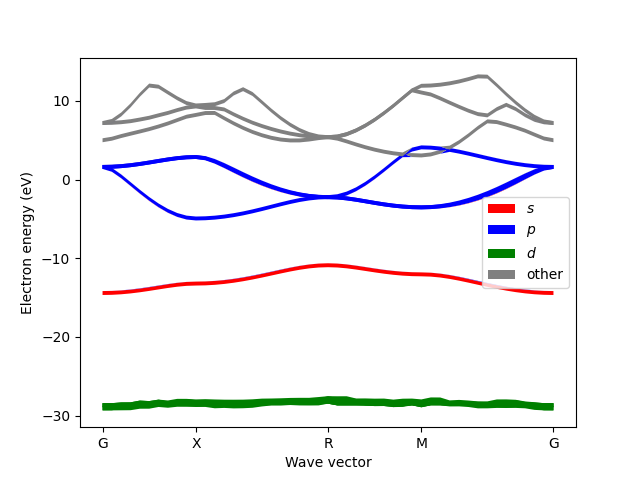 10
0
−10
−20
−30
Electron energy (eV)
s
p
d
other
G
X
R
M
G
Wave vector